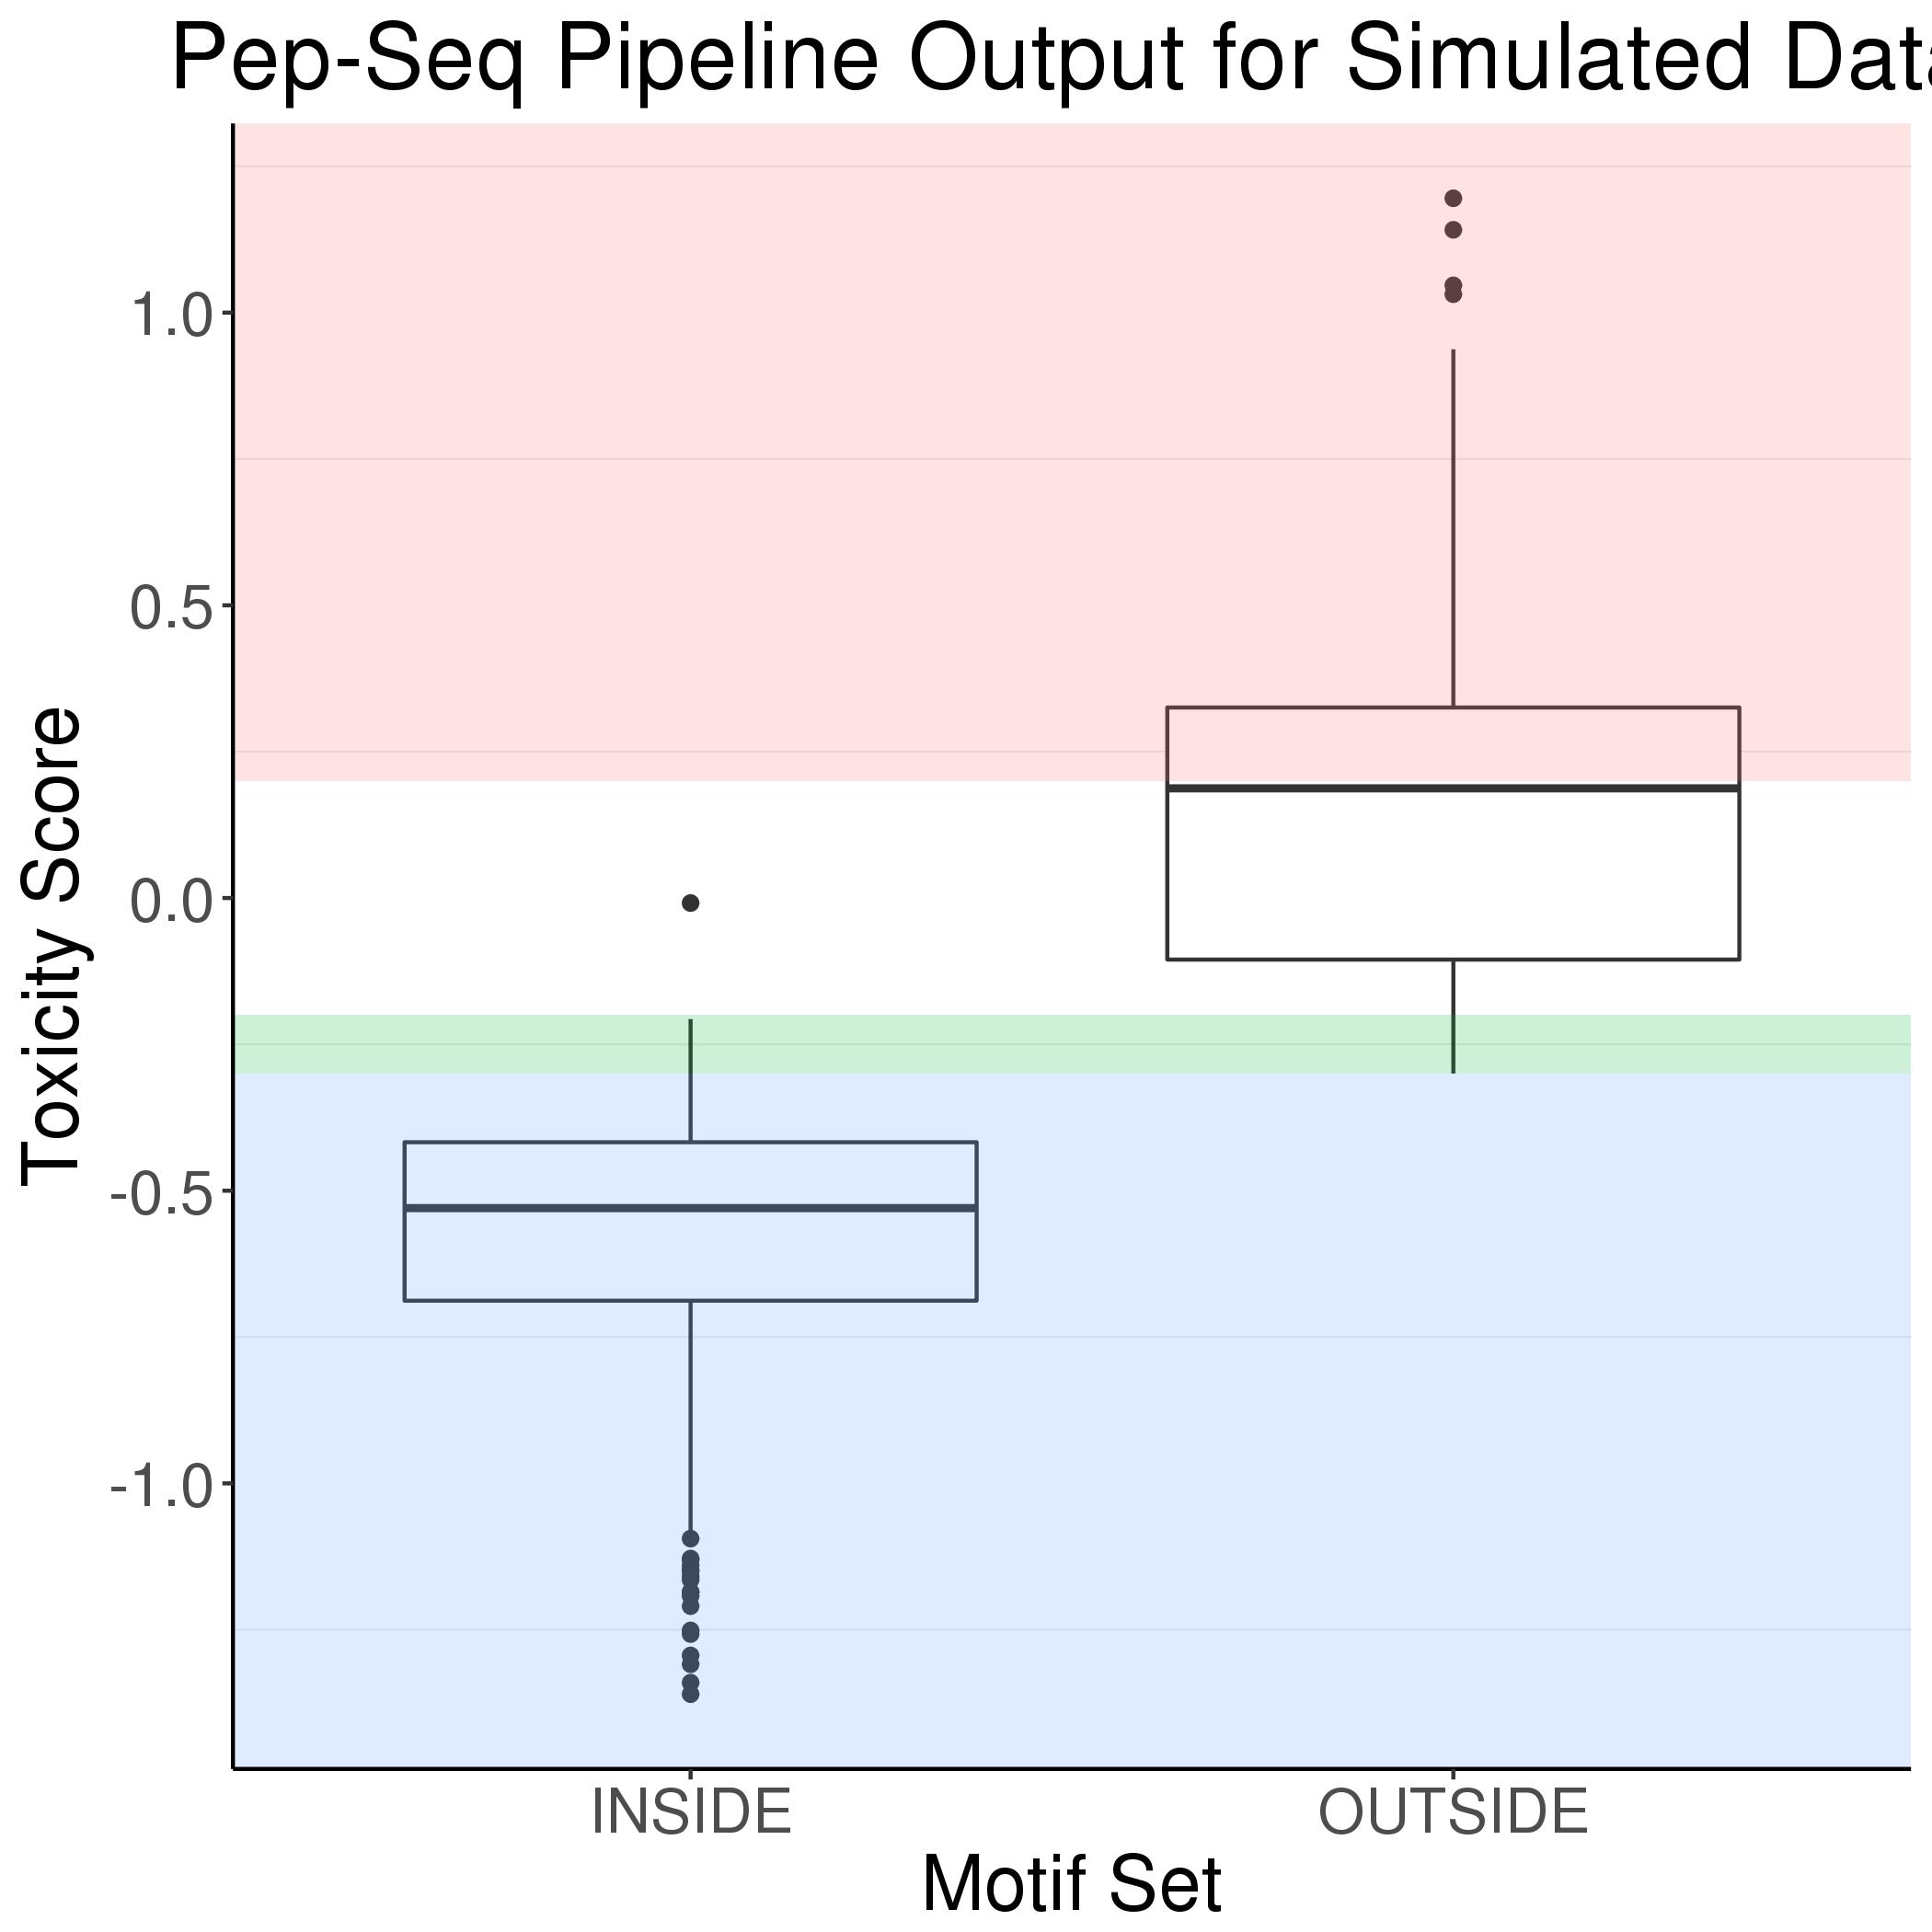 Pep-Seq Pipeline Output for Simulated Data
Toxicity Score
1.0
0.5
0.0
-0.5
-1.0
INSIDE OUTSIDE
Motif Set